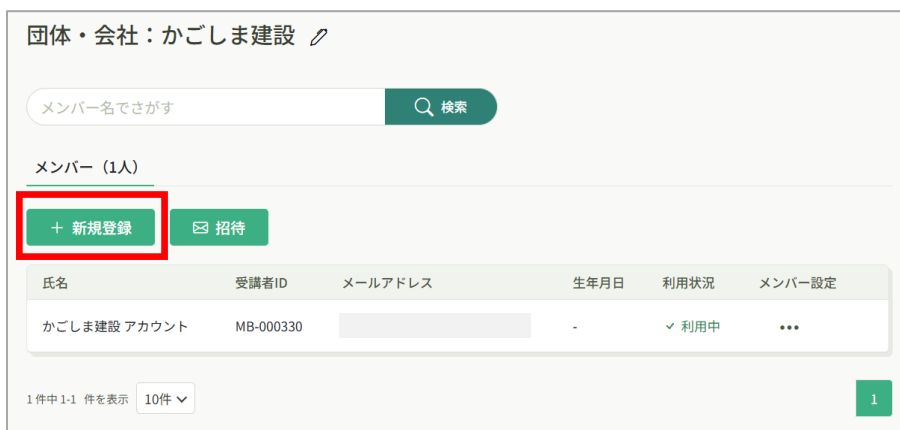 団体・会社：かごしま建設
メンバー名でさがす 検索
メンバー（1人）
＋ 新規登録 招待
氏名 受講者ID メールアドレス 生年月日 利用状況 メンバー設定
かごしま建設 アカウント MB-000330 - ✓ 利用中 •••
1 件中 1-1 件を表示 10件 1